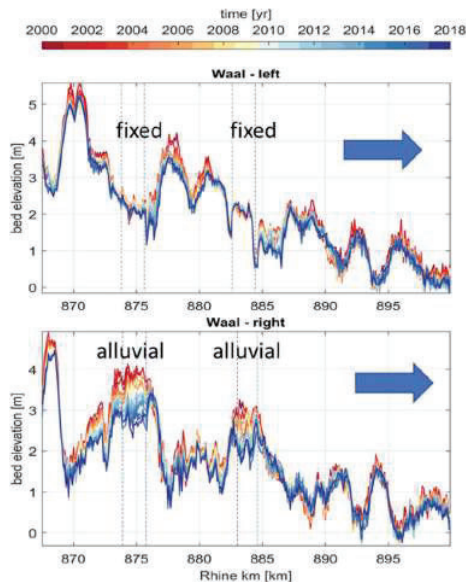 time [yr]
2000 2002 2004 2006 2008 2010 2012 2014 2016 2018
Waal - left
fixed fixed
bed elevation [m]
5
4
3
2
1
0
870 875 880 885 890 895
Waal - right
alluvial alluvial
bed elevation [m]
4
3
2
1
0
870 875 880 885 890 895
Rhine km [km]